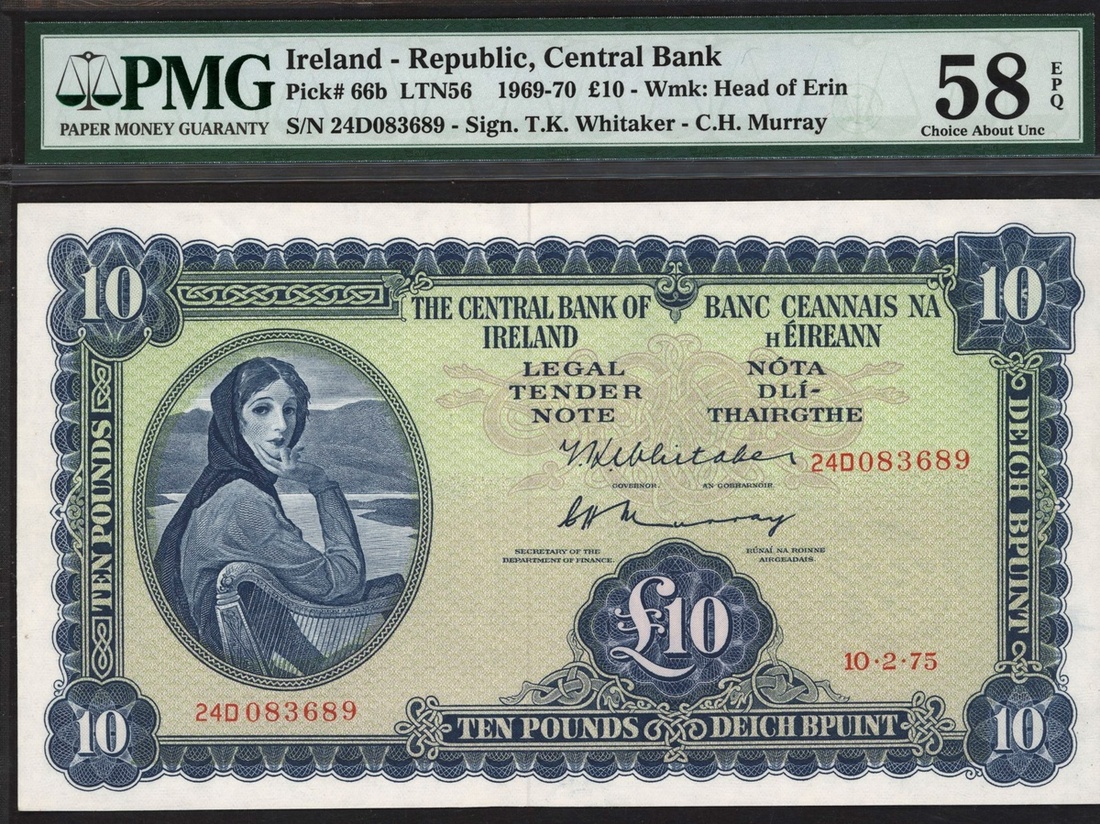 PMG
PAPER MONEY GUARANTY
Ireland - Republic, Central Bank
Pick# 66b LTN56 1969-70 £10 - Wmk: Head of Erin
S/N 24D083689 - Sign. T.K. Whitaker - C.H. Murray
58
EPQ
Choice About Unc
10
10
THE CENTRAL BANK OF
IRELAND
BANC CEANNAIS NA
HÉIREANN
LEGAL
TENDER
NOTE
NÓTA
DLÍ-
THAIRGTHE
T.K. Whitaker
24D083689
GOVERNOR.
AN GOBHARNÓIR.
C H Murray
SECRETARY OF THE
DEPARTMENT OF FINANCE.
RÚNAÍ NA ROINNE
AIRGEADAIS.
TEN POUNDS
DEICH BPUINT
£10
10·2·75
24D083689
10
TEN POUNDS
DEICH BPUINT
10